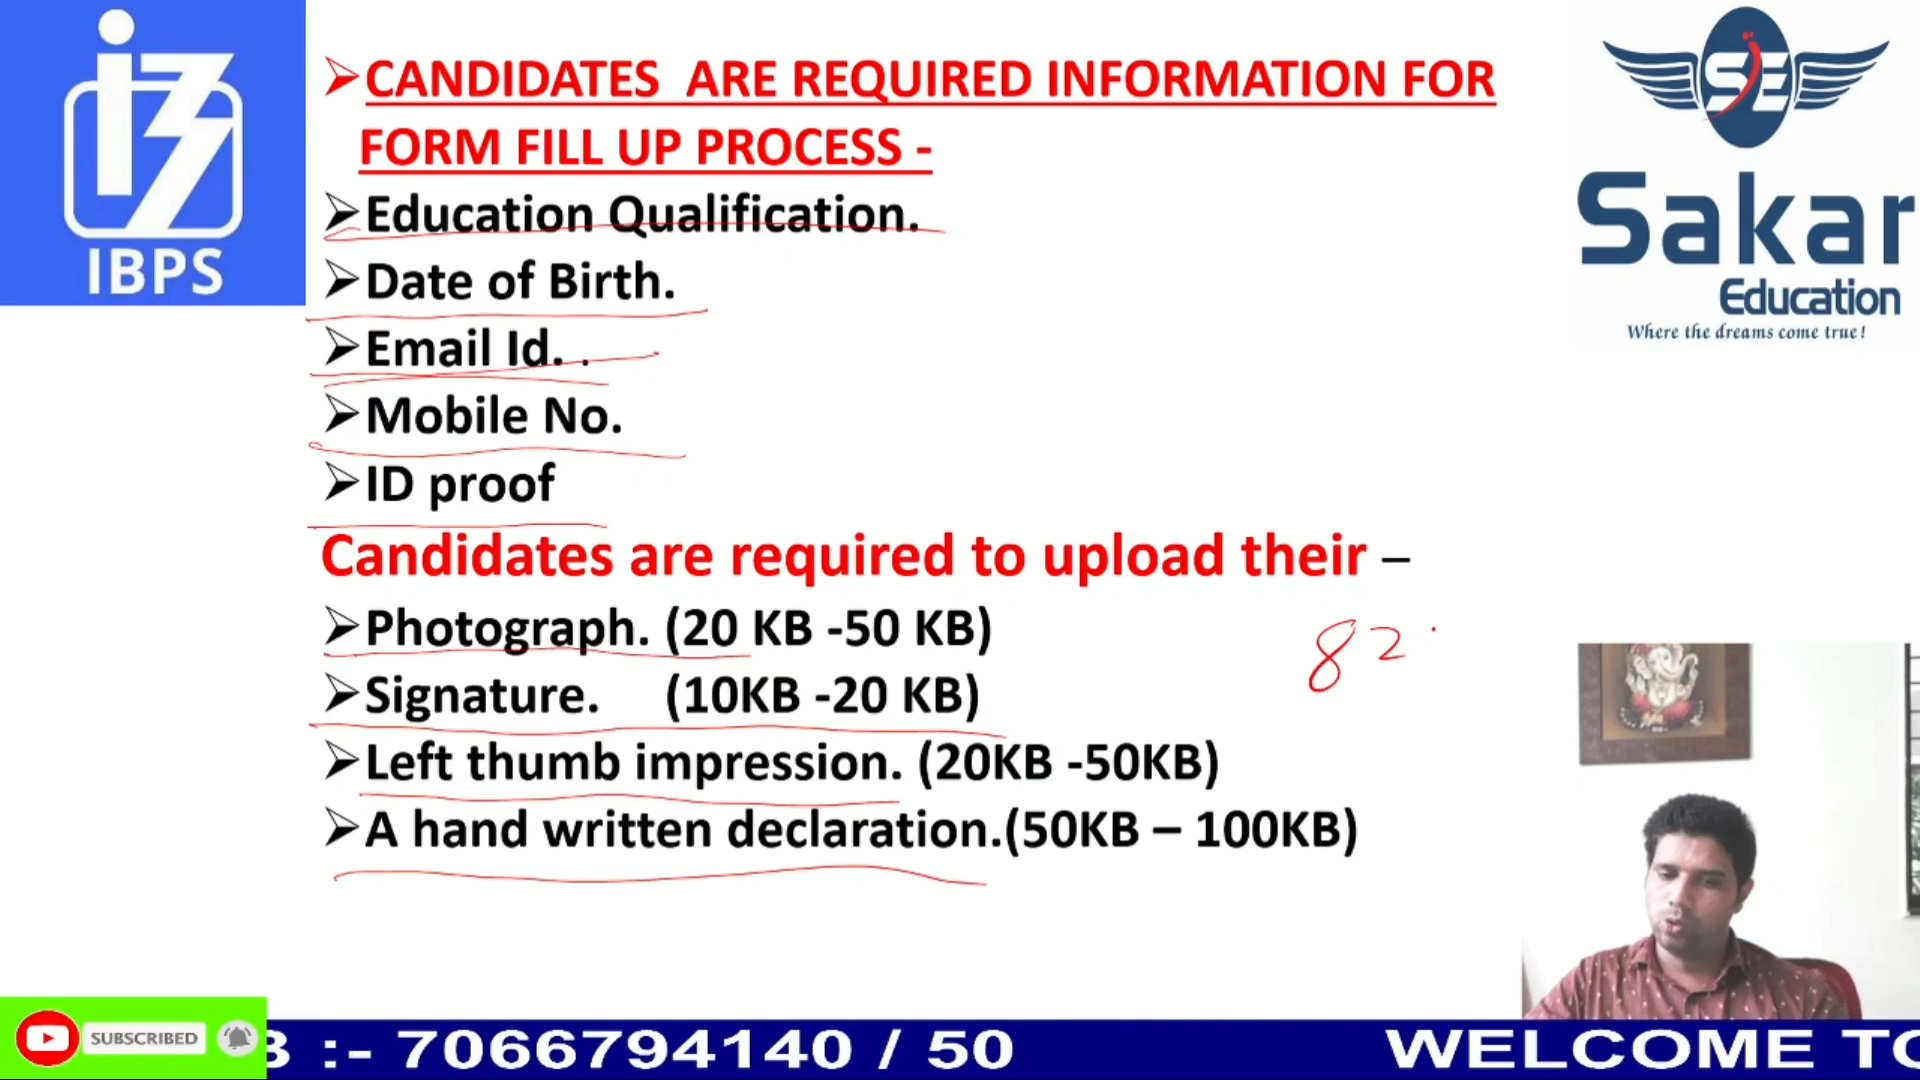 IBPS
➢CANDIDATES ARE REQUIRED INFORMATION FOR
FORM FILL UP PROCESS -
➢Education Qualification.
➢Date of Birth.
➢Email Id. .
➢Mobile No.
➢ID proof
Candidates are required to upload their –
➢Photograph. (20 KB -50 KB)
➢Signature. (10KB -20 KB)
➢Left thumb impression. (20KB -50KB)
➢A hand written declaration.(50KB – 100KB)
82
SE
Sakar
Education
Where the dreams come true!
SUBSCRIBED
:- 7066794140 / 50
WELCOME TO